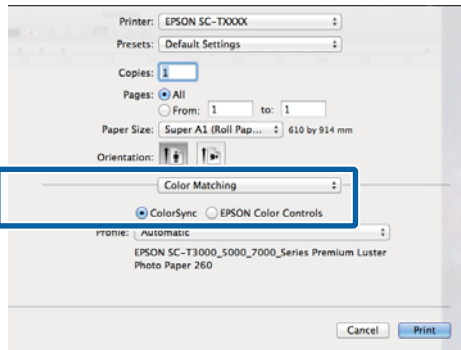 Printer: EPSON SC-TXXXX
Presets: Default Settings
Copies: 1
Pages: All
From: 1 to: 1
Paper Size: Super A1 (Roll Pap... 610 by 914 mm
Orientation:
Color Matching
ColorSync EPSON Color Controls
Profile: Automatic
EPSON SC-T3000_5000_7000_Series Premium Luster
Photo Paper 260
Cancel Print